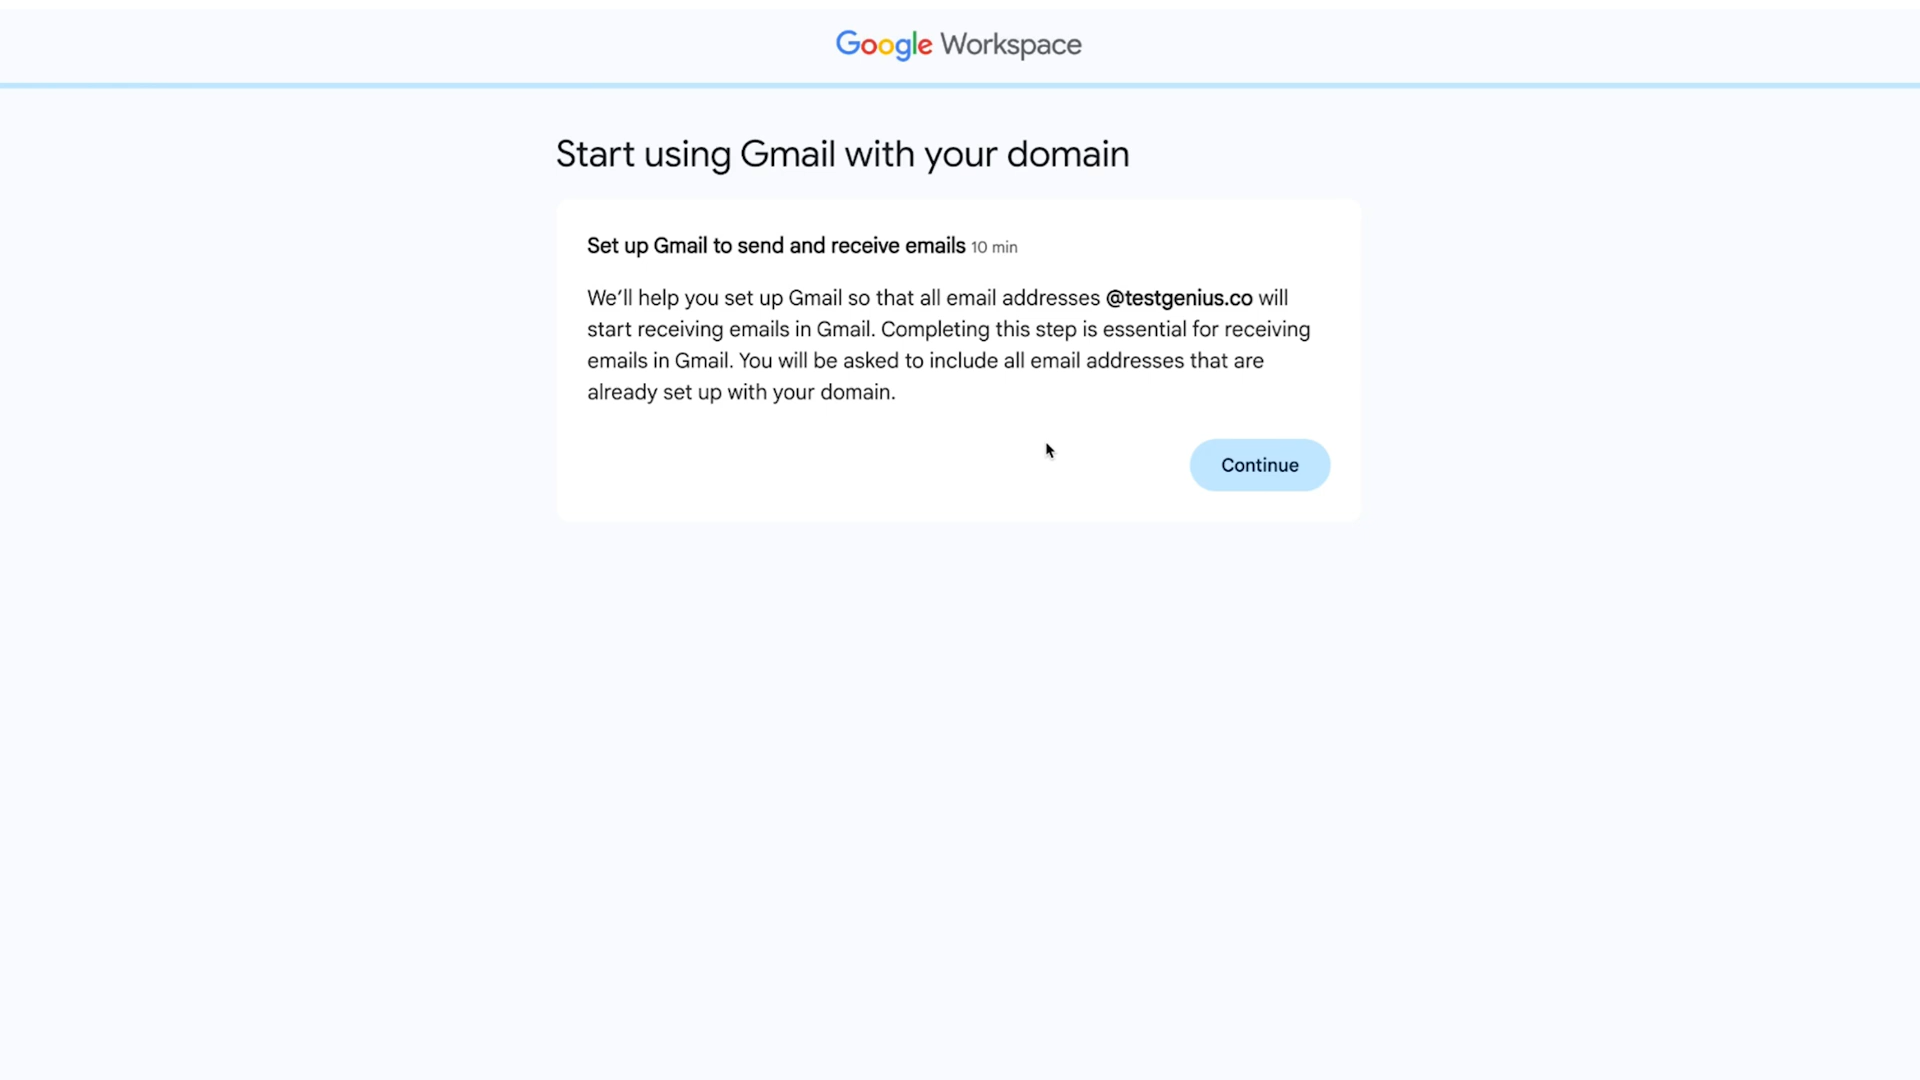 Google Workspace
Start using Gmail with your domain
Set up Gmail to send and receive emails 10 min
We’ll help you set up Gmail so that all email addresses @testgenius.co will
start receiving emails in Gmail. Completing this step is essential for receiving
emails in Gmail. You will be asked to include all email addresses that are
already set up with your domain.
Continue